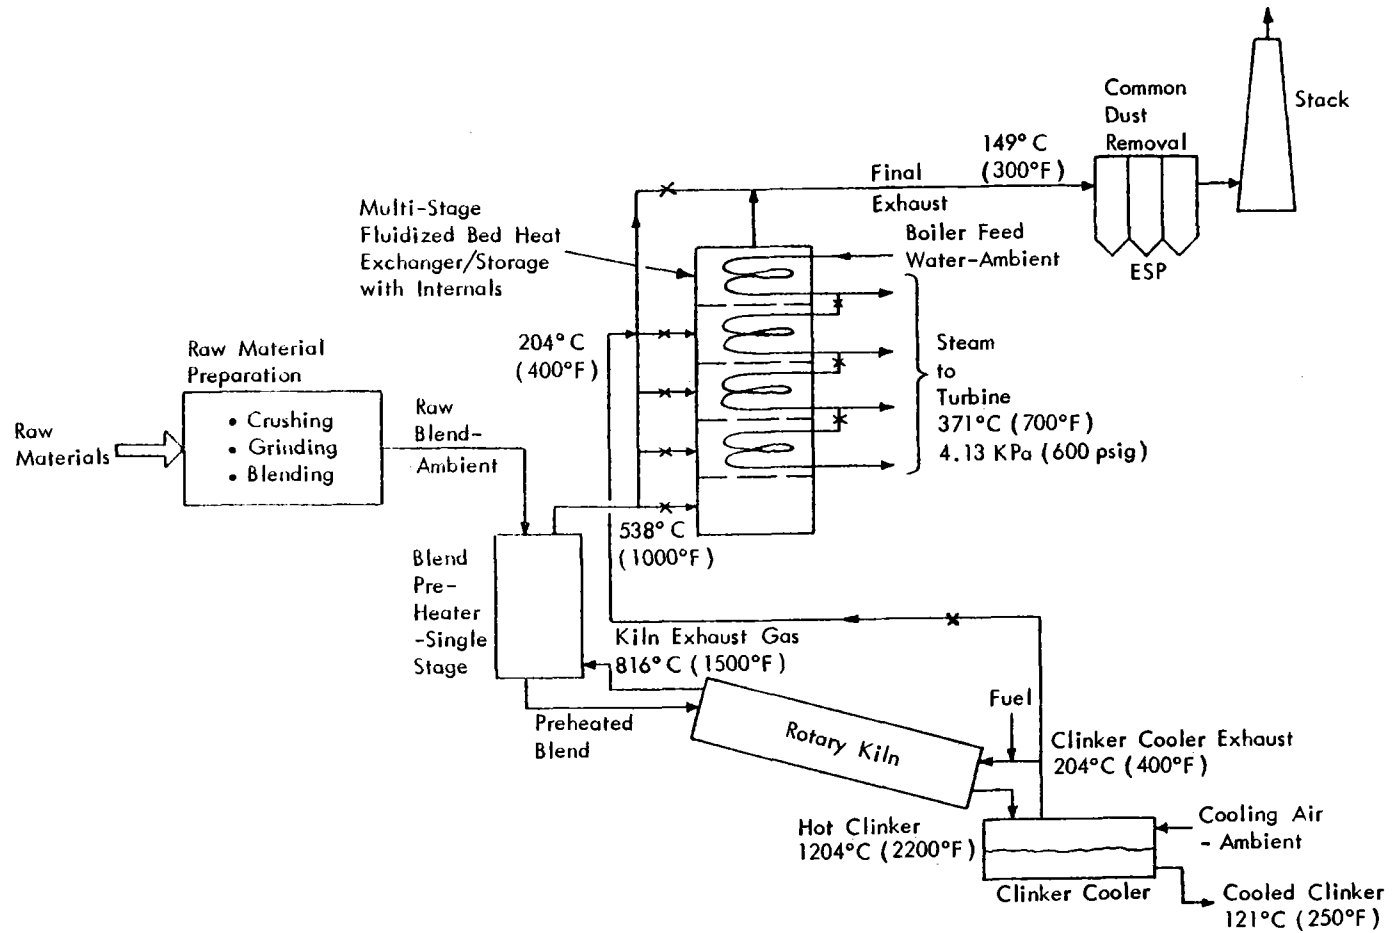 Common
Dust
Removal
Stack
149° C
(300°F)
Final
Exhaust
Multi-Stage
Fluidized Bed Heat
Exchanger/Storage
with Internals
Boiler Feed
Water-Ambient
ESP
204° C
(400°F)
Steam
to
Turbine
371°C (700°F)
4.13 KPa (600 psig)
Raw Material
Preparation
• Crushing
• Grinding
• Blending
Raw
Materials
Raw
Blend-
Ambient
538° C
(1000°F)
Blend
Pre-
Heater
-Single
Stage
Kiln Exhaust Gas
816° C (1500°F)
Preheated
Blend
Rotary Kiln
Fuel
Clinker Cooler Exhaust
204°C (400°F)
Hot Clinker
1204°C (2200°F)
Cooling Air
- Ambient
Clinker Cooler
Cooled Clinker
121°C (250°F)